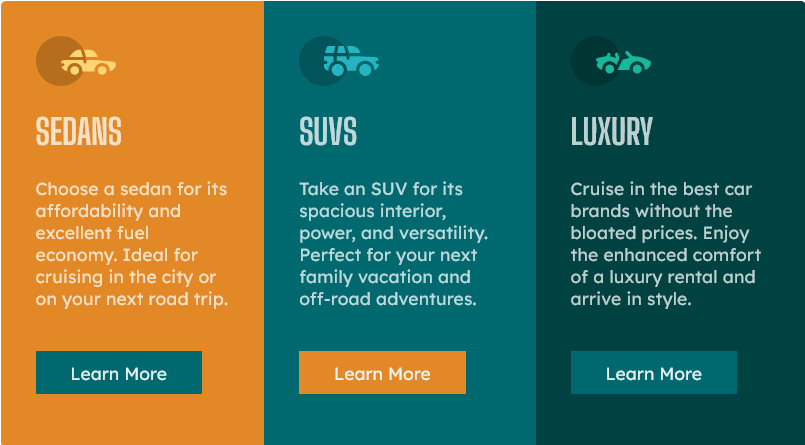 SEDANS
Choose a sedan for its
affordability and
excellent fuel
economy. Ideal for
cruising in the city or
on your next road trip.
Learn More
SUVS
Take an SUV for its
spacious interior,
power, and versatility.
Perfect for your next
family vacation and
off-road adventures.
Learn More
LUXURY
Cruise in the best car
brands without the
bloated prices. Enjoy
the enhanced comfort
of a luxury rental and
arrive in style.
Learn More